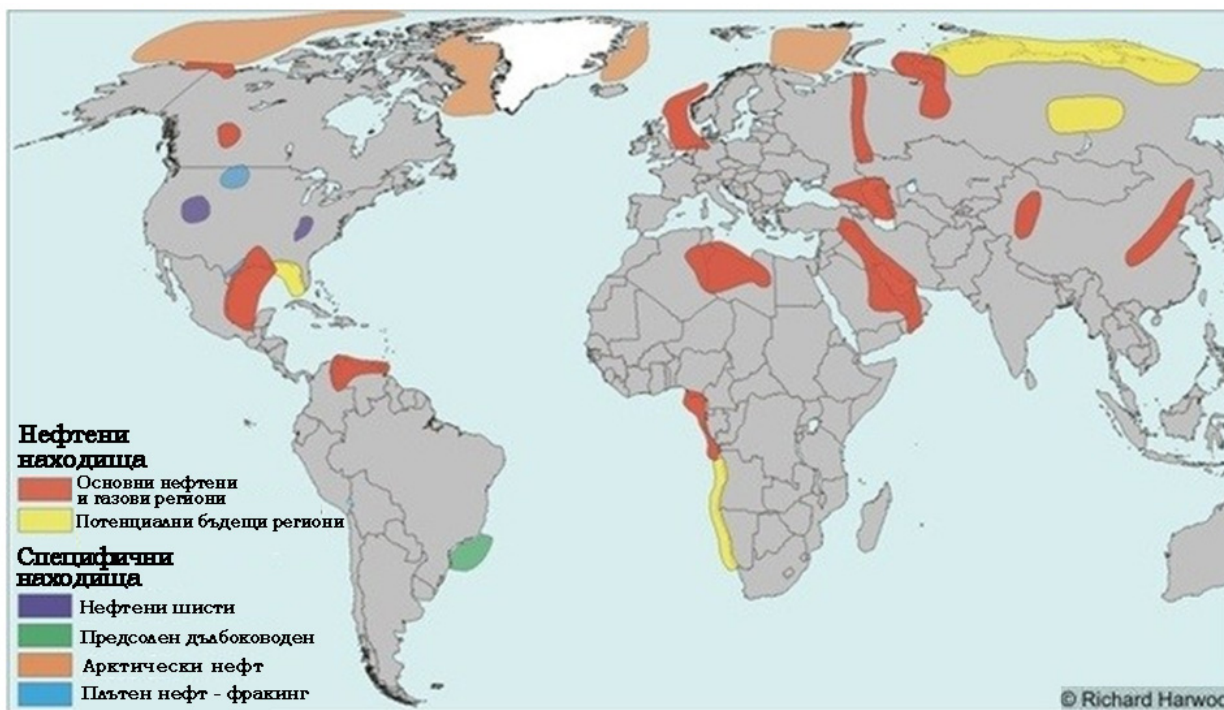 Нефтени
находища
Основни нефтени
и газови региони
Потенциални бъдещи региони
Специфични
находища
Нефтени шисти
Предсолен дълбоководен
Арктически нефт
Плътен нефт - фракинг
© Richard Harwoo